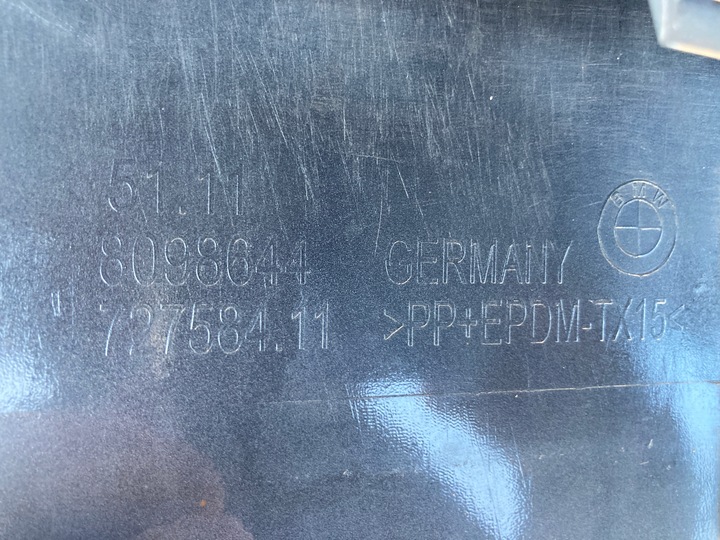 51.11
8098644 GERMANY
727584.11 >PP+EPDM-TX15<
BMW